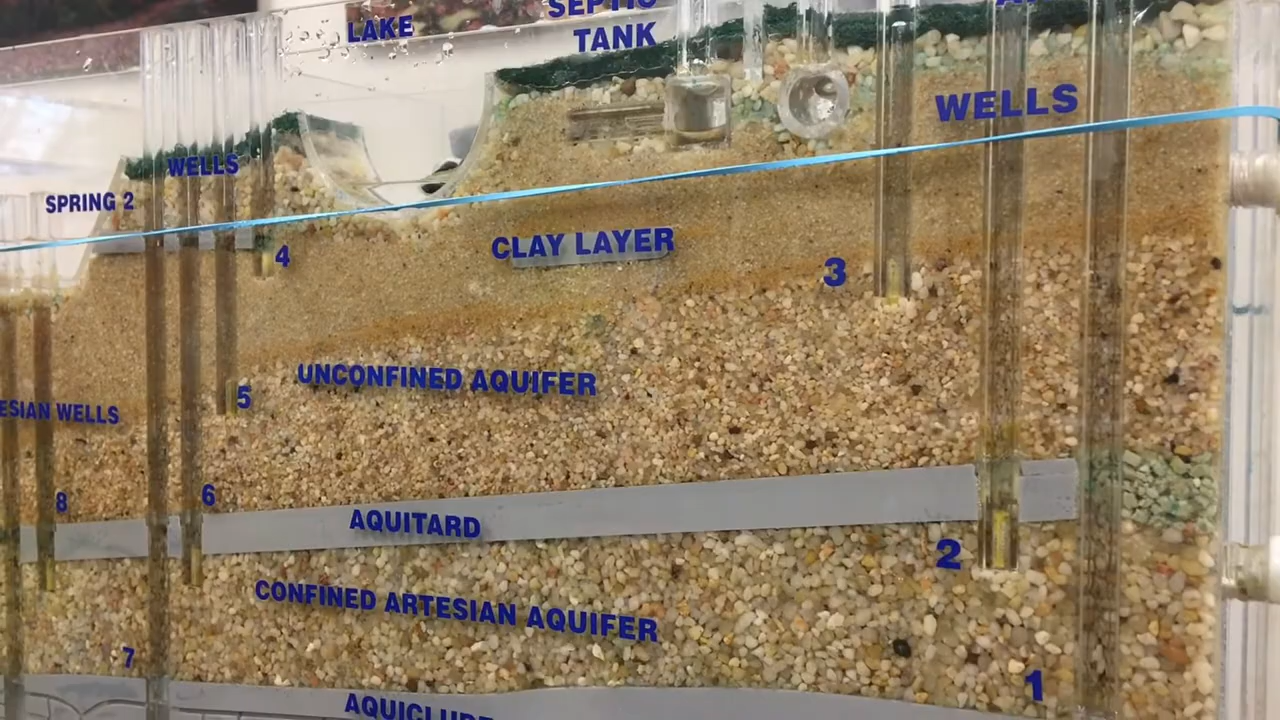 LAKE
SEPTIC
TANK
WELLS
WELLS
SPRING 2
CLAY LAYER
4
3
UNCONFINED AQUIFER
5
ESIAN WELLS
8
6
AQUITARD
2
CONFINED ARTESIAN AQUIFER
7
1
AQUICLUDE